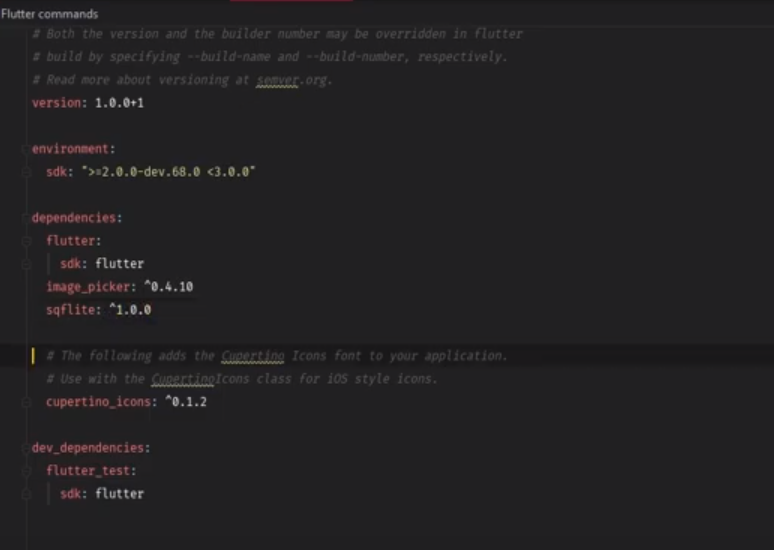 Flutter commands
# Both the version and the builder number may be overridden in flutter
# build by specifying --build-name and --build-number, respectively.
# Read more about versioning at semver.org.
version: 1.0.0+1
environment:
sdk: ">=2.0.0-dev.68.0 <3.0.0"
dependencies:
flutter:
sdk: flutter
image_picker: ^0.4.10
sqflite: ^1.0.0
# The following adds the Cupertino Icons font to your application.
# Use with the CupertinoIcons class for iOS style icons.
cupertino_icons: ^0.1.2
dev_dependencies:
flutter_test:
sdk: flutter